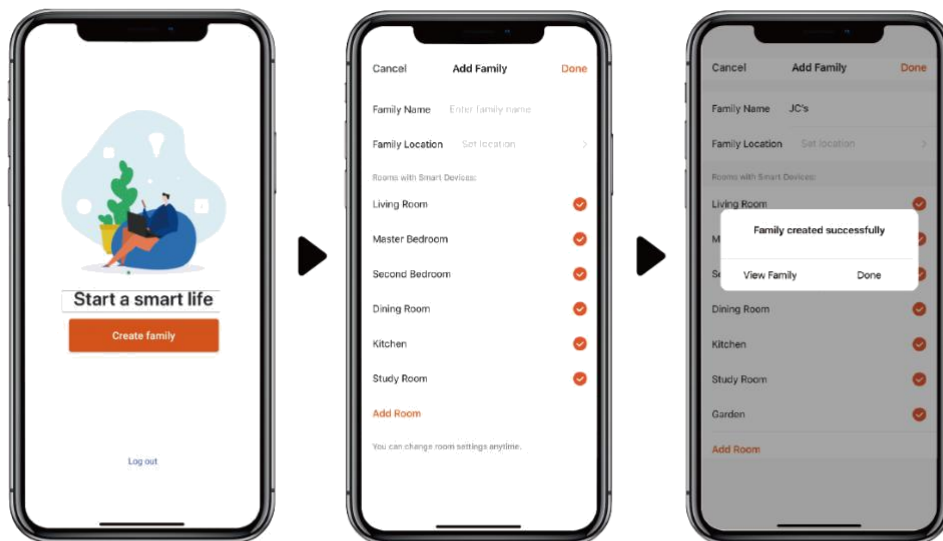 Start a smart life
Create family
Log out
Cancel Add Family Done
Family Name Enter family name
Family Location Set location
Rooms with Smart Devices:
Living Room
Master Bedroom
Second Bedroom
Dining Room
Kitchen
Study Room
Add Room
You can change room settings anytime.
Cancel Add Family Done
Family Name JC's
Family Location Set location
Rooms with Smart Devices:
Living Room
M
Family created successfully
Se
View Family Done
Dining Room
Kitchen
Study Room
Garden
Add Room